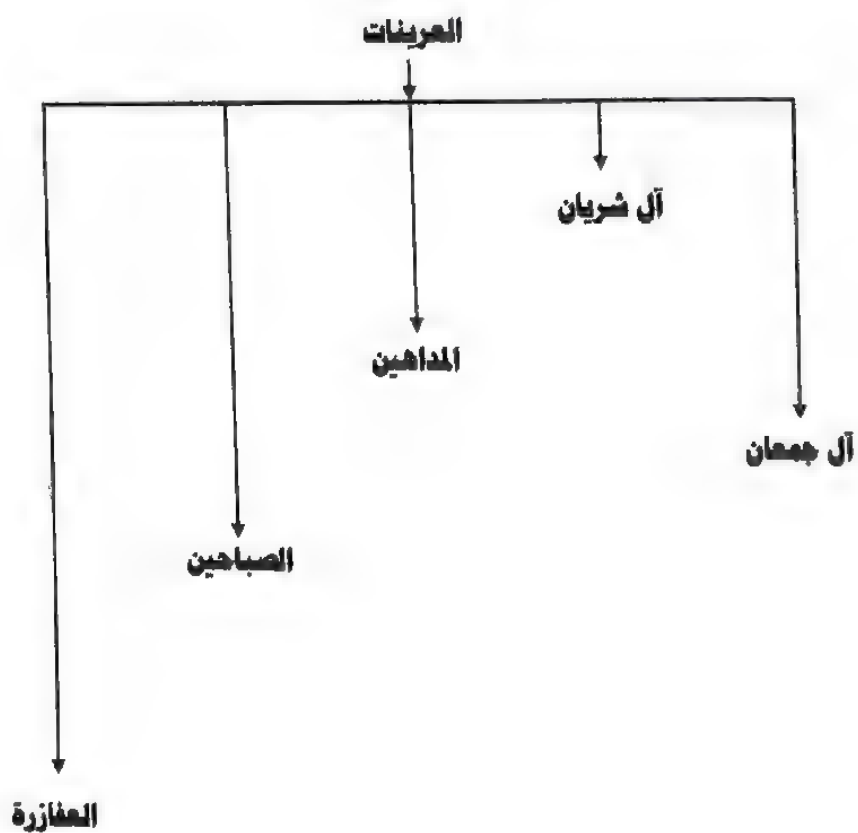 العرينات
آل شريان
المداهين
آل جمعان
الصباحين
العفازرة